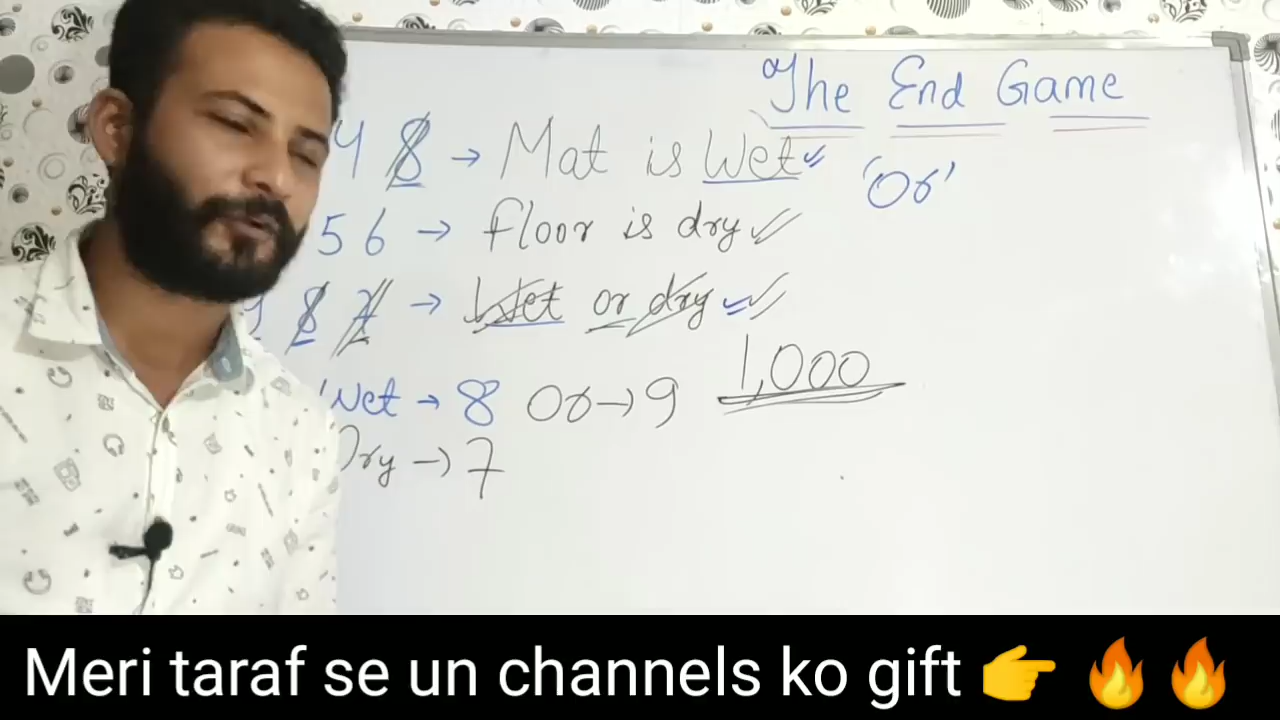 The End Game
4 8 → Mat is Wet ✓ 'Or'
5 6 → floor is dry ✓
9 8 7 → Wet or dry ✓
1,000
Wet → 8 Or → 9
Dry → 7
Meri taraf se un channels ko gift 👉 🔥 🔥